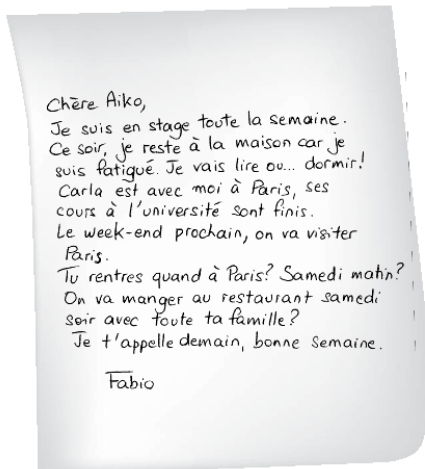 Chère Aiko,
Je suis en stage toute la semaine.
Ce soir, je reste à la maison car je
suis fatigué. Je vais lire ou... dormir!
Carla est avec moi à Paris, ses
cours à l'université sont finis.
Le week-end prochain, on va visiter
Paris.
Tu rentres quand à Paris? Samedi matin?
On va manger au restaurant samedi
soir avec toute ta famille?
Je t'appelle demain, bonne semaine.
Fabio